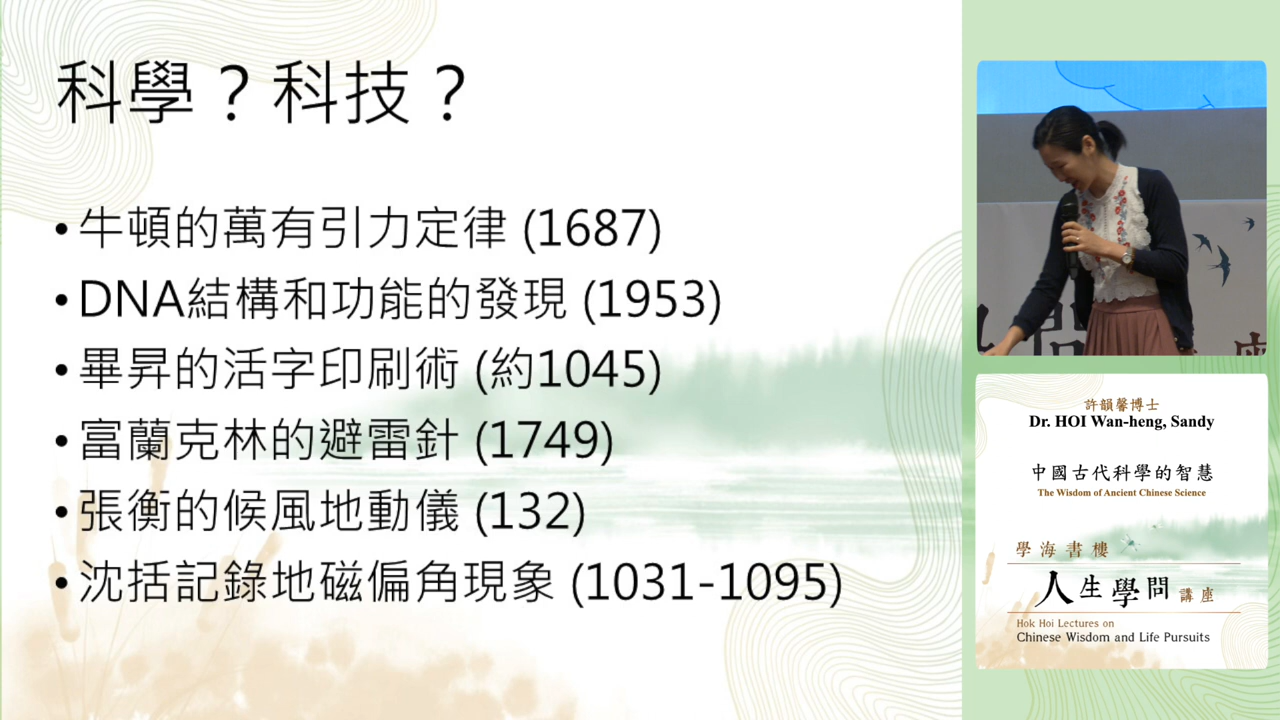 科學？科技？
• 牛頓的萬有引力定律 (1687)
• DNA結構和功能的發現 (1953)
• 畢昇的活字印刷術 (約1045)
• 富蘭克林的避雷針 (1749)
• 張衡的候風地動儀 (132)
• 沈括記錄地磁偏角現象 (1031-1095)
許韻馨博士
Dr. HOI Wan-heng, Sandy
中國古代科學的智慧
The Wisdom of Ancient Chinese Science
學海書樓
人生學問講座
Hok Hoi Lectures on
Chinese Wisdom and Life Pursuits